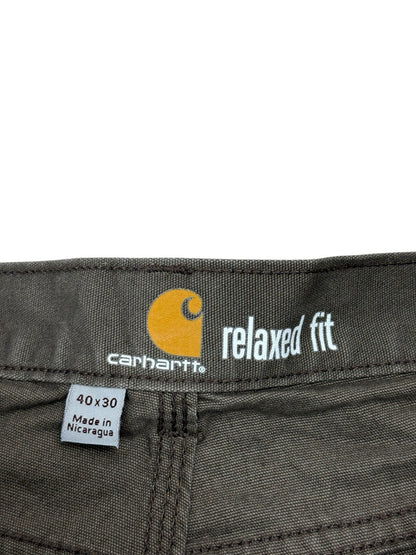 carhartt®
relaxed fit
40x30
Made in
Nicaragua